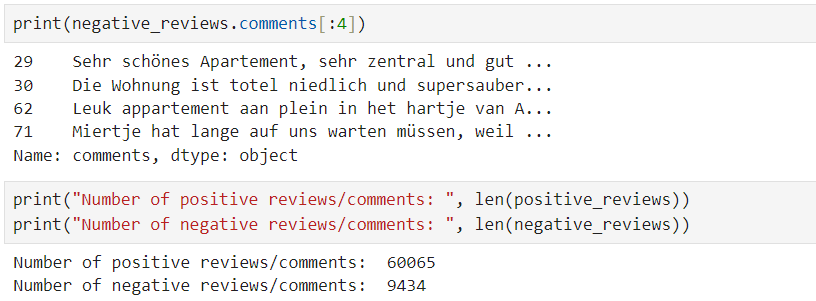 print(negative_reviews.comments[:4])
29    Sehr schönes Apartement, sehr zentral und gut ...
30    Die Wohnung ist totel niedlich und supersauber...
62    Leuk appartement aan plein in het hartje van A...
71    Miertje hat lange auf uns warten müssen, weil ...
Name: comments, dtype: object
print("Number of positive reviews/comments: ", len(positive_reviews))
print("Number of negative reviews/comments: ", len(negative_reviews))
Number of positive reviews/comments:  60065
Number of negative reviews/comments:  9434